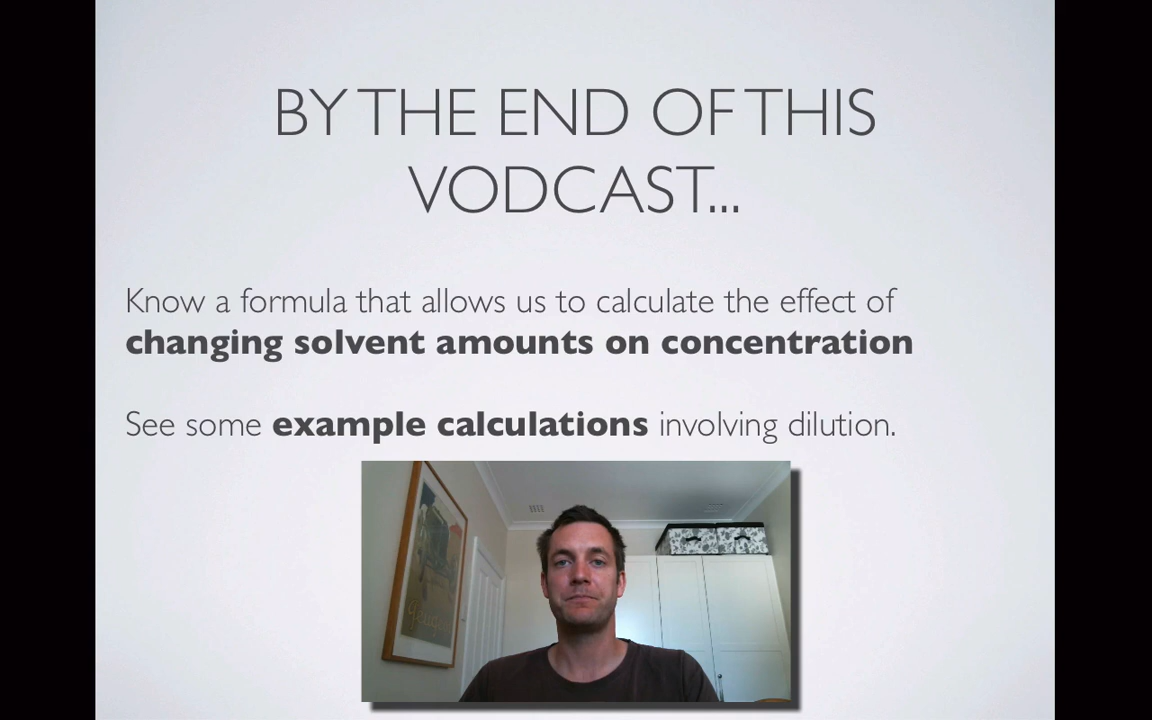 BY THE END OF THIS
VODCAST...
Know a formula that allows us to calculate the effect of
changing solvent amounts on concentration
See some example calculations involving dilution.